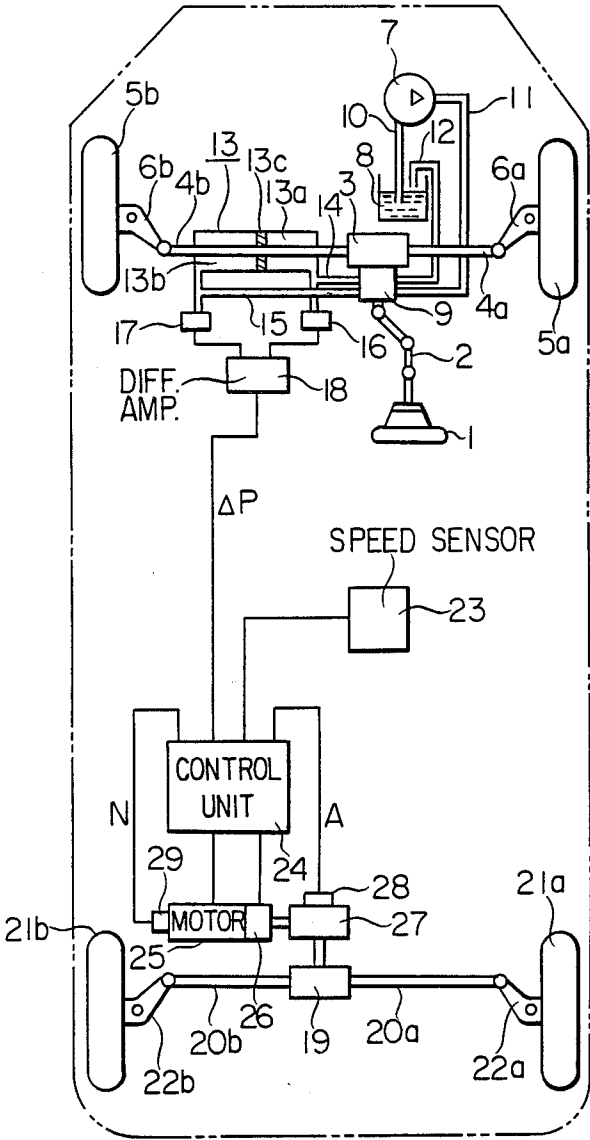 7
5b
10
11
12
6b
13
13c
8
6a
4b
13a
3
14
13b
4a
9
15
17
16
5a
2
DIFF.
AMP.
18
1
ΔP
SPEED SENSOR
23
CONTROL
UNIT
N
A
24
29
28
21a
21b
MOTOR
27
25
26
20b
19
20a
22b
22a